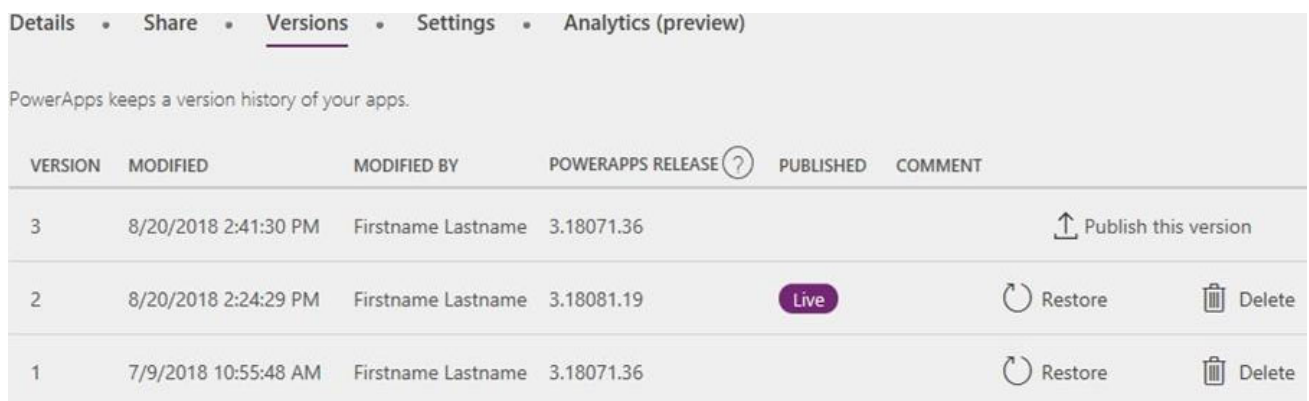 Details • Share • Versions • Settings • Analytics (preview)
PowerApps keeps a version history of your apps.
VERSION MODIFIED MODIFIED BY POWERAPPS RELEASE ? PUBLISHED COMMENT
3 8/20/2018 2:41:30 PM Firstname Lastname 3.18071.36 Publish this version
2 8/20/2018 2:24:29 PM Firstname Lastname 3.18081.19 Live Restore Delete
1 7/9/2018 10:55:48 AM Firstname Lastname 3.18071.36 Restore Delete